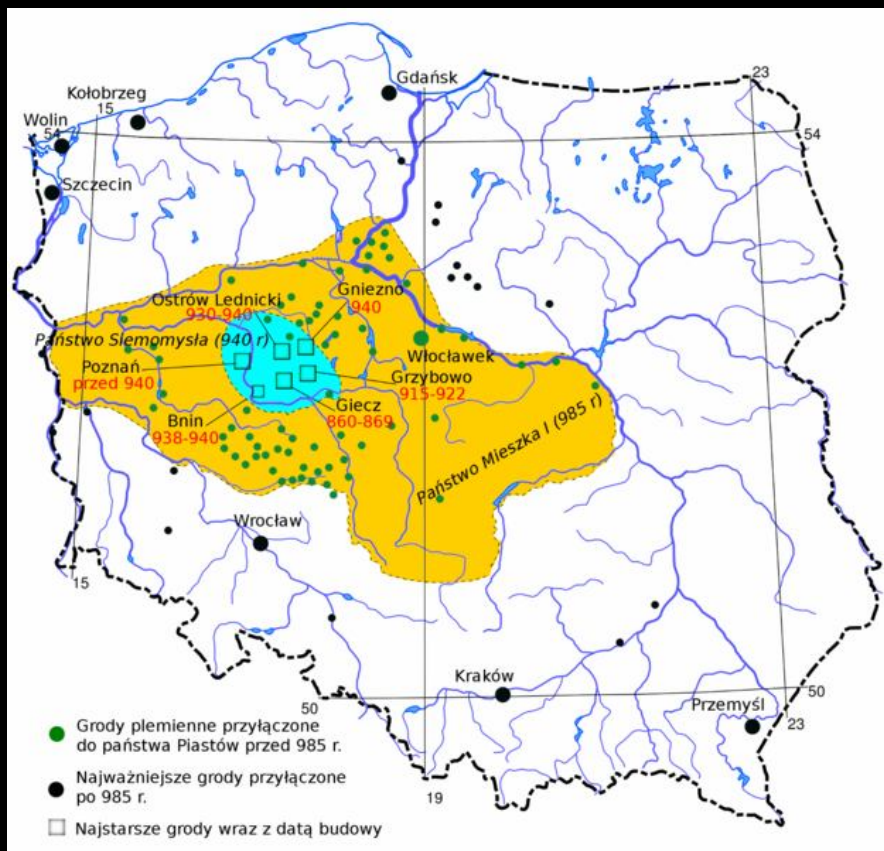 Gdańsk
23
Kołobrzeg
15
Wolin
54
54
Szczecin
Ostrów Lednicki
930-940
Gniezno
940
Państwo Siemomysła (940 r)
Włocławek
Poznań
przed 940
Grzybowo
915-922
Giecz
860-869
Bnin
938-940
Państwo Mieszka I (985 r)
Wrocław
15
Kraków
50
Przemyśl
50
23
19
Grody plemienne przyłączone
do państwa Piastów przed 985 r.
Najważniejsze grody przyłączone
po 985 r.
Najstarsze grody wraz z datą budowy